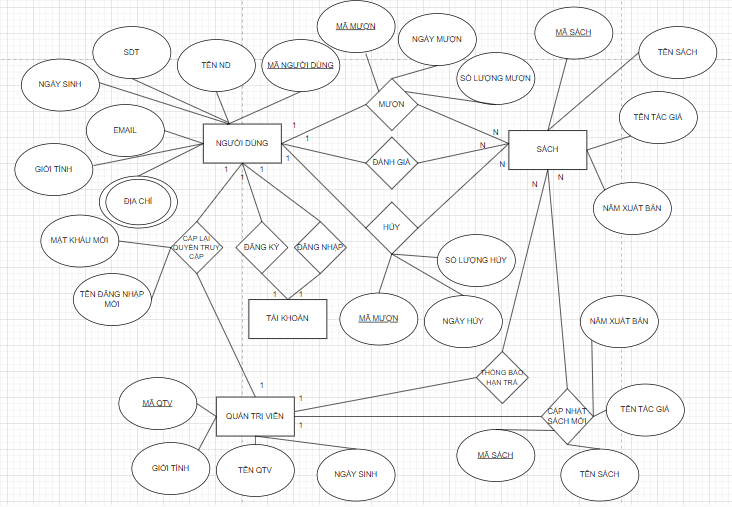 MÃ MƯỢN
NGÀY MƯỢN
MÃ SÁCH
SDT
TÊN SÁCH
TÊN ND
MÃ NGƯỜI DÙNG
NGÀY SINH
SỐ LƯỢNG MƯỢN
MƯỢN
TÊN TÁC GIẢ
EMAIL
1
N
NGƯỜI DÙNG
1
N
SÁCH
ĐÁNH GIÁ
1
N
GIỚI TÍNH
1
1
1
N
N
ĐỊA CHỈ
NĂM XUẤT BẢN
HỦY
MẬT KHẨU MỚI
CẤP LẠI
QUYỀN TRUY
CẬP
ĐĂNG KÝ
ĐĂNG NHẬP
SỐ LƯỢNG HỦY
TÊN ĐĂNG NHẬP
MỚI
1
1
TÀI KHOẢN
MÃ MƯỢN
NGÀY HỦY
NĂM XUẤT BẢN
THÔNG BÁO
HẠN TRẢ
1
1
MÃ QTV
QUẢN TRỊ VIÊN
1
CẬP NHẬT
SÁCH MỚI
TÊN TÁC GIẢ
MÃ SÁCH
GIỚI TÍNH
TÊN QTV
NGÀY SINH
TÊN SÁCH